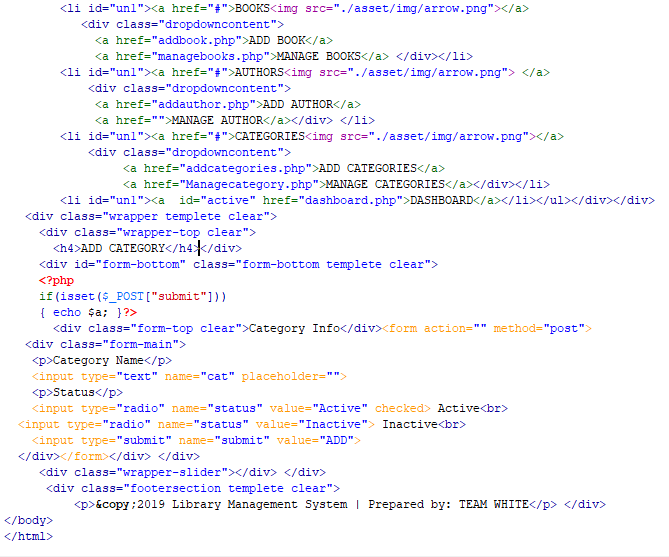 <li id="unl"><a href="#">BOOKS<img src="./asset/img/arrow.png"></a>
<div class="dropdowncontent">
<a href="addbook.php">ADD BOOK</a>
<a href="managebooks.php">MANAGE BOOKS</a> </div></li>
<li id="unl"><a href="#">AUTHORS<img src="./asset/img/arrow.png"> </a>
<div class="dropdowncontent">
<a href="addauthor.php">ADD AUTHOR</a>
<a href="">MANAGE AUTHOR</a></div> </li>
<li id="unl"><a href="#">CATEGORIES<img src="./asset/img/arrow.png"></a>
<div class="dropdowncontent">
<a href="addcategories.php">ADD CATEGORIES</a>
<a href="Managecategory.php">MANAGE CATEGORIES</a></div></li>
<li id="unl"><a  id="active" href="dashboard.php">DASHBOARD</a></li></ul></div></div>
<div class="wrapper templete clear">
<div class="wrapper-top clear">
<h4>ADD CATEGORY</h4></div>
<div id="form-bottom" class="form-bottom templete clear">
<?php
if(isset($_POST["submit"]))
{ echo $a; }?>
<div class="form-top clear">Category Info</div><form action="" method="post">
<div class="form-main">
<p>Category Name</p>
<input type="text" name="cat" placeholder="">
<p>Status</p>
<input type="radio" name="status" value="Active" checked> Active<br>
<input type="radio" name="status" value="Inactive"> Inactive<br>
<input type="submit" name="submit" value="ADD">
</div></form></div> </div>
<div class="wrapper-slider"></div> </div>
<div class="footersection templete clear">
<p>&copy;2019 Library Management System | Prepared by: TEAM WHITE</p> </div>
</body>
</html>